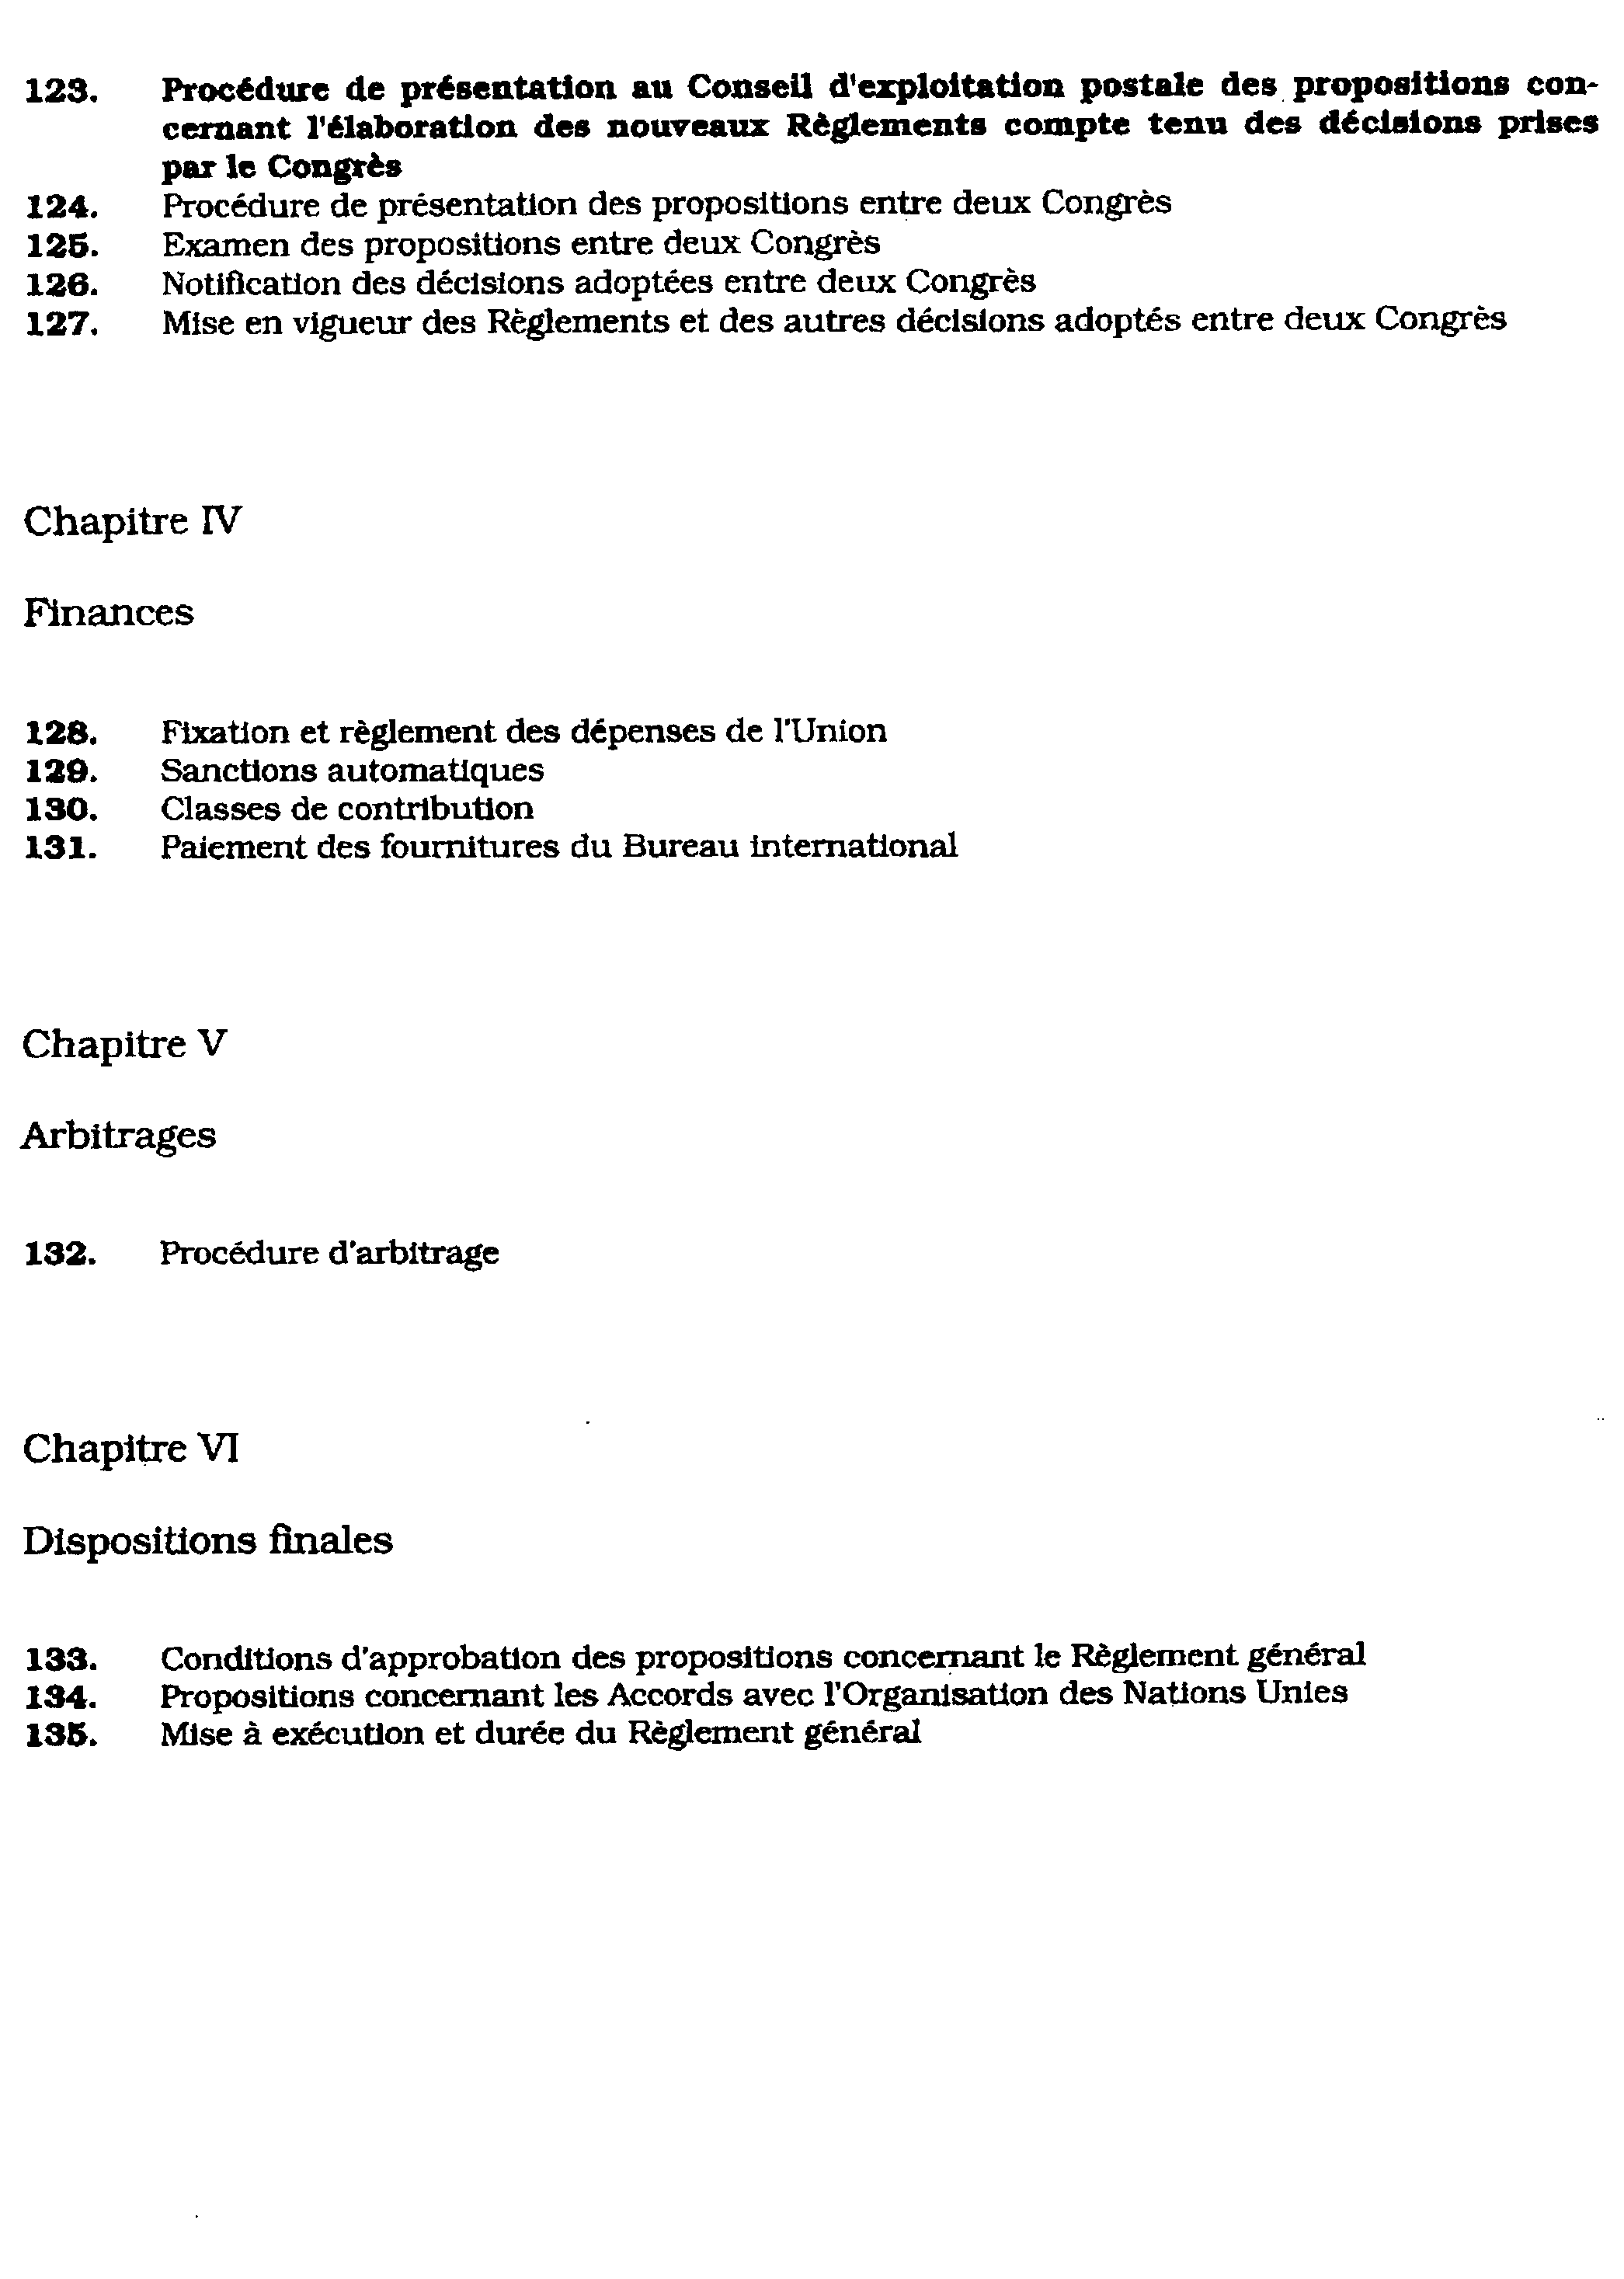 123. Procédure de présentation au Conseil d'exploitation postale des propositions con-
cernant l'élaboration des nouveaux Règlements compte tenu des décisions prises
par le Congrès
124. Procédure de présentation des propositions entre deux Congrès
125. Examen des propositions entre deux Congrès
126. Notification des décisions adoptées entre deux Congrès
127. Mise en vigueur des Règlements et des autres décisions adoptés entre deux Congrès
Chapitre IV
Finances
128. Fixation et règlement des dépenses de l'Union
129. Sanctions automatiques
130. Classes de contribution
131. Paiement des fournitures du Bureau international
Chapitre V
Arbitrages
132. Procédure d'arbitrage
Chapitre VI
Dispositions finales
133. Conditions d'approbation des propositions concernant le Règlement général
134. Propositions concernant les Accords avec l'Organisation des Nations Unies
135. Mise à exécution et durée du Règlement général